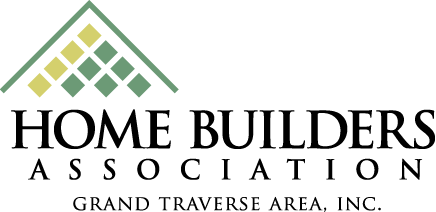 HOME BUILDERS
ASSOCIATION
GRAND TRAVERSE AREA, INC.